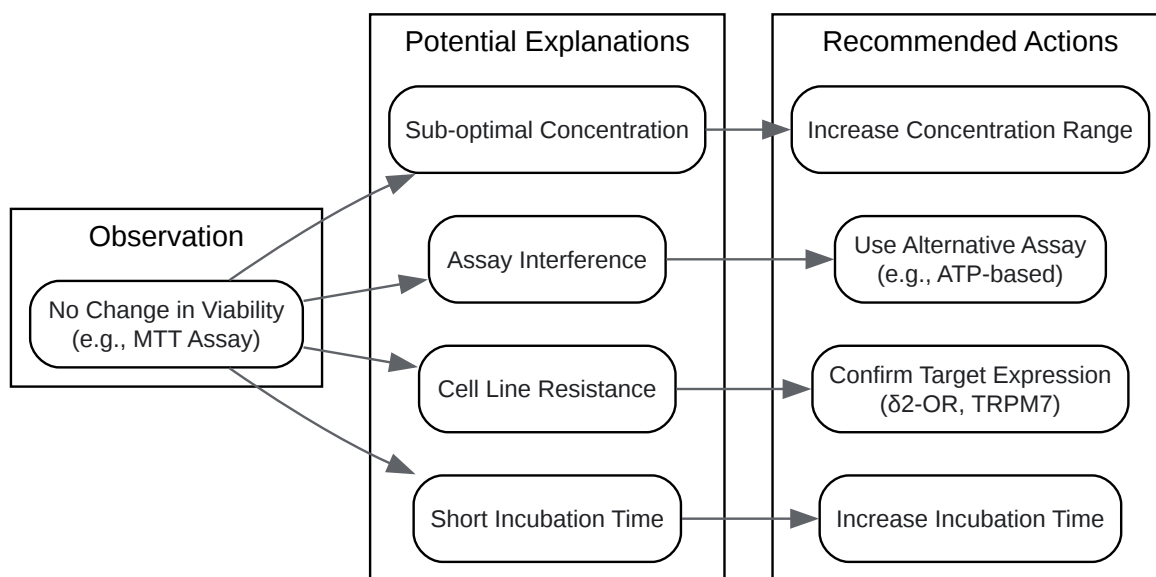 Observation
No Change in Viability
(e.g., MTT Assay)
Potential Explanations
Sub-optimal Concentration
Assay Interference
Cell Line Resistance
Short Incubation Time
Recommended Actions
Increase Concentration Range
Use Alternative Assay
(e.g., ATP-based)
Confirm Target Expression
(δ2-OR, TRPM7)
Increase Incubation Time